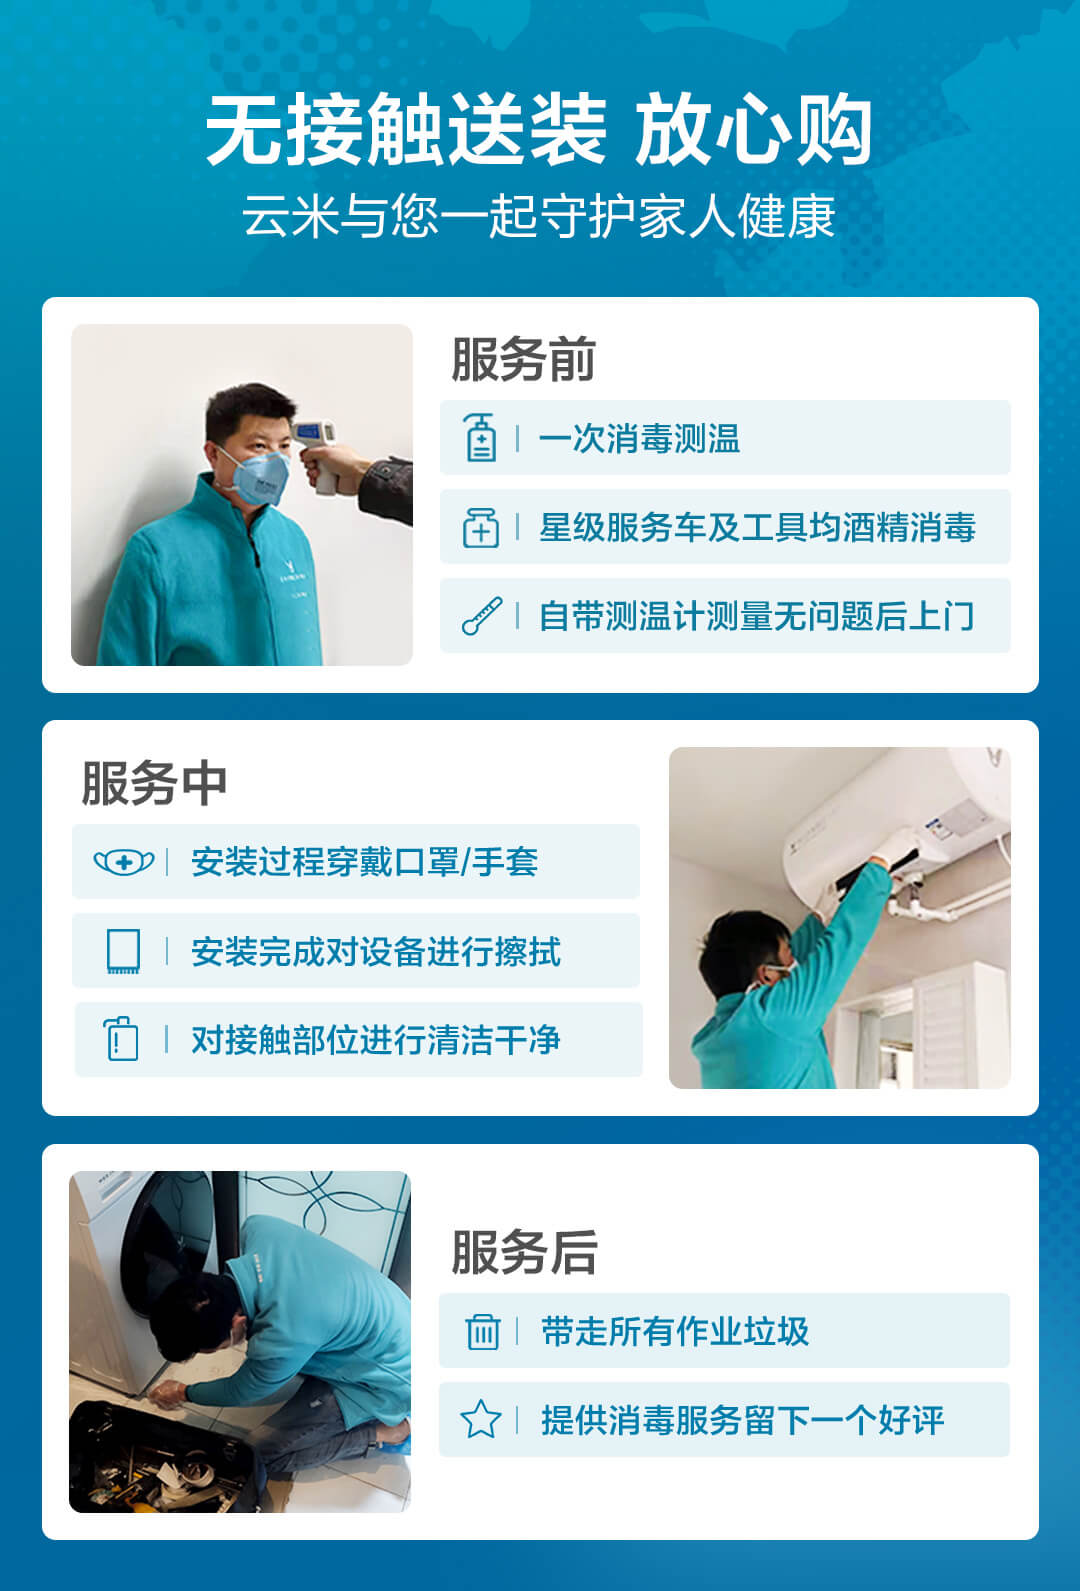 无接触送装 放心购
云米与您一起守护家人健康
服务前
一次消毒测温
星级服务车及工具均酒精消毒
自带测温计测量无问题后上门
服务中
安装过程穿戴口罩/手套
安装完成对设备进行擦拭
对接触部位进行清洁干净
服务后
带走所有作业垃圾
提供消毒服务留下一个好评